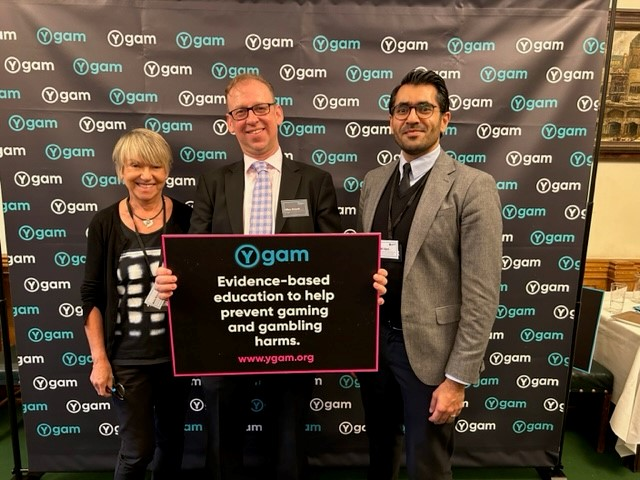 Ygam
Evidence-based
education to help
prevent gaming
and gambling
harms.
www.ygam.org